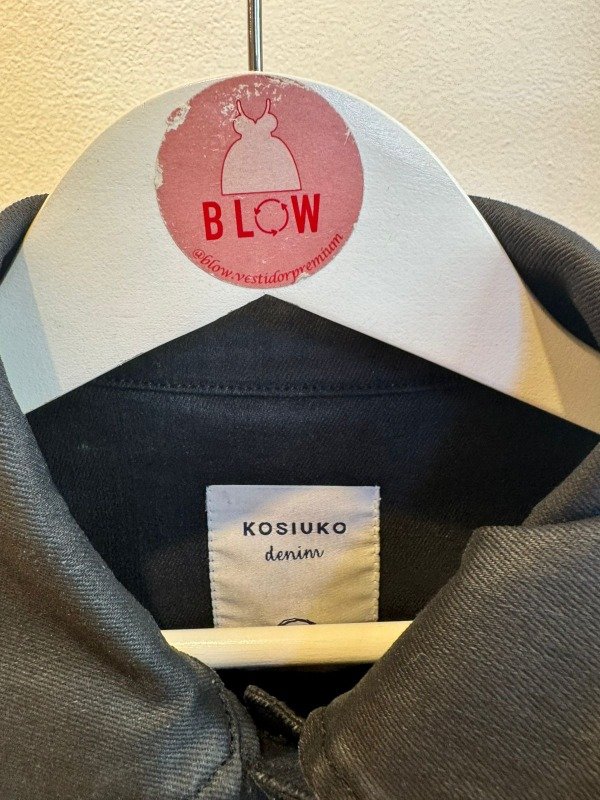 BLOW
@blow.vestidorpremium
KOSIUKO
denim